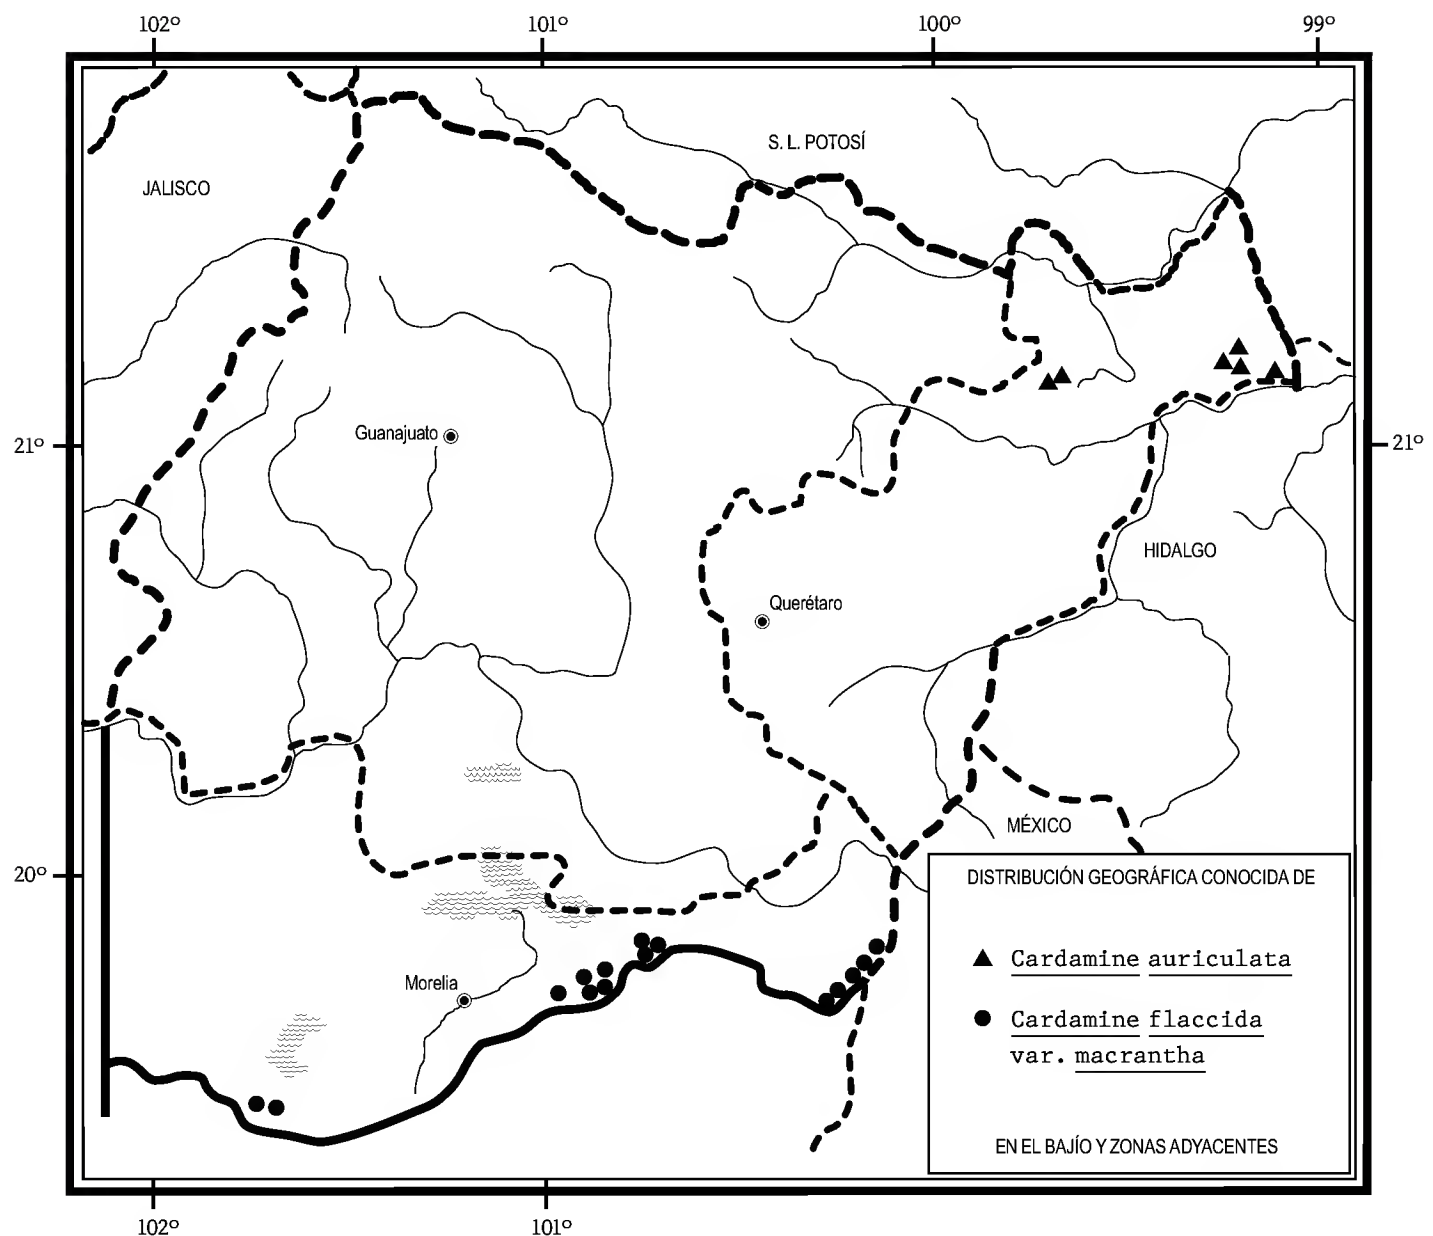 102º 101º 100º 99º
S. L. POTOSÍ
JALISCO
Guanajuato
21º 21º
HIDALGO
Querétaro
MÉXICO
20º
DISTRIBUCIÓN GEOGRÁFICA CONOCIDA DE
Cardamine auriculata
Morelia
Cardamine flaccida
var. macrantha
EN EL BAJÍO Y ZONAS ADYACENTES
102º 101º